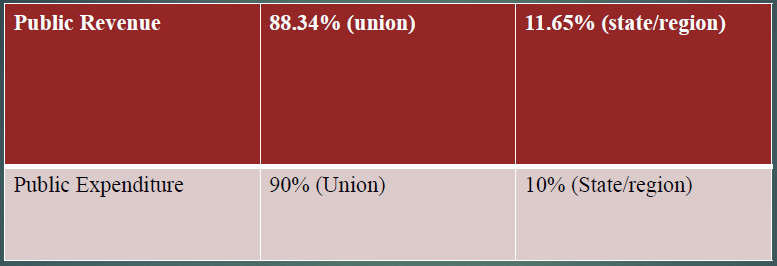 Public Revenue 88.34% (union) 11.65% (state/region)
Public Expenditure 90% (Union) 10% (State/region)